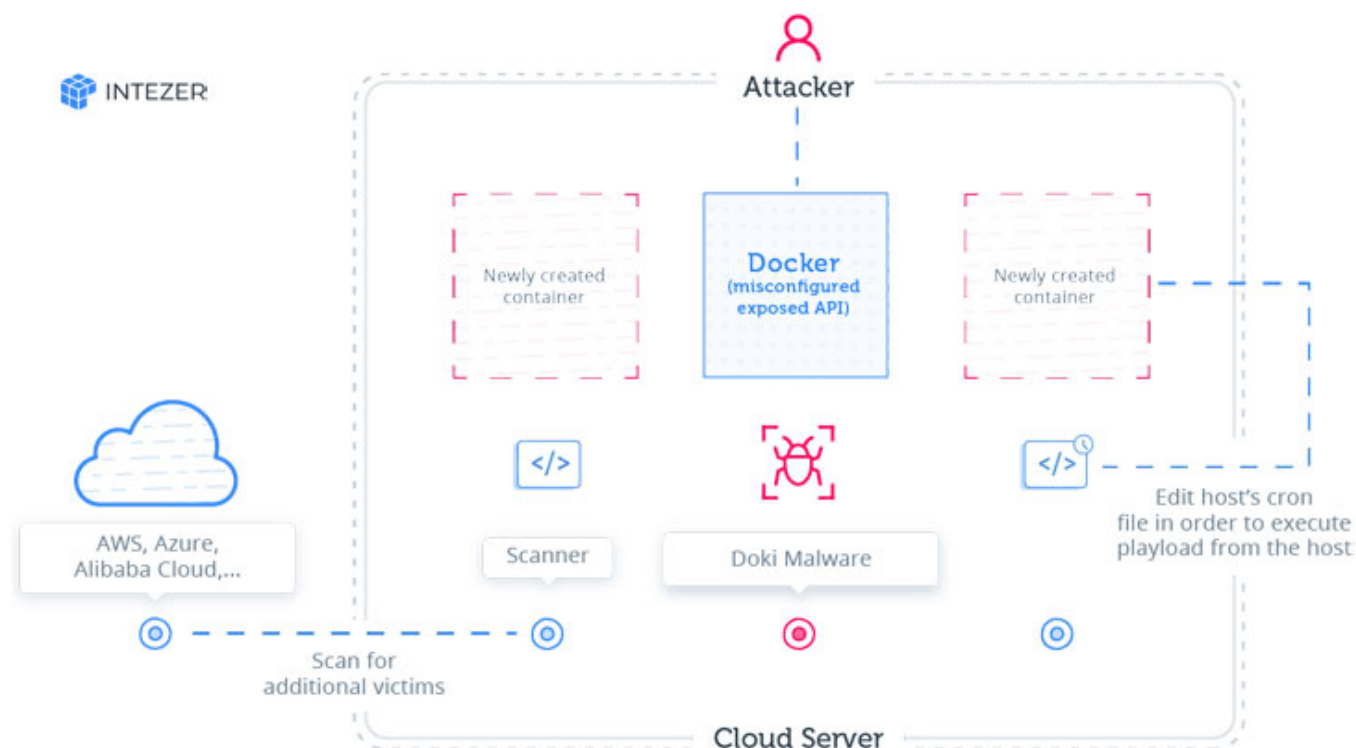 INTEZER
Attacker
Newly created
container
Docker
(misconfigured
exposed API)
Newly created
container
</>
</>
Edit host's cron
file in order to execute
playload from the host
AWS, Azure,
Alibaba Cloud,...
Scanner
Doki Malware
Scan for
additional victims
Cloud Server